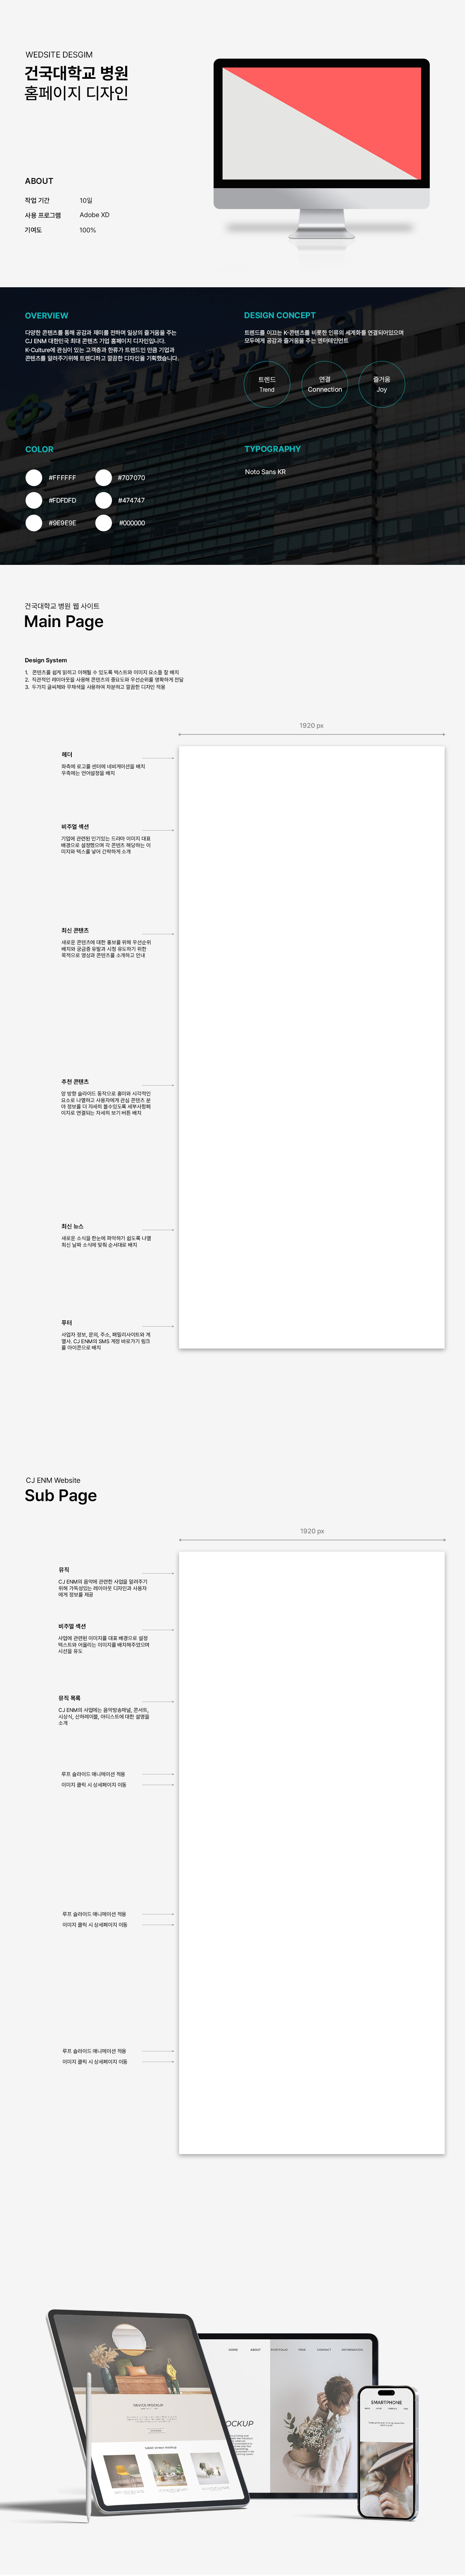 WEDSITE DESGIM
건국대학교 병원
홈페이지 디자인
ABOUT
작업 기간 10일
사용 프로그램 Adobe XD
기여도 100%
OVERVIEW
다양한 콘텐츠를 통해 공감과 재미를 전하며 일상의 즐거움을 주는
CJ ENM 대한민국 최대 콘텐츠 기업 홈페이지 디자인입니다.
K-Culture에 관심이 있는 고객층과 한류가 트렌드인 만큼 기업과
콘텐츠를 알려주기위해 트렌디하고 깔끔한 디자인을 기획했습니다.
DESIGN CONCEPT
트렌드를 이끄는 K-콘텐츠를 비롯한 인류의 세계화를 연결되어있으며
모두에게 공감과 즐거움을 주는 엔터테인먼트
트렌드
Trend
연결
Connection
즐거움
Joy
COLOR
#FFFFFF #707070
#FDFDFD #474747
#9E9E9E #000000
TYPOGRAPHY
Noto Sans KR
건국대학교 병원 웹 사이트
Main Page
Design System
1. 콘텐츠를 쉽게 읽히고 이해될 수 있도록 텍스트와 이미지 요소를 잘 배치
2. 직관적인 레이아웃을 사용해 콘텐츠의 중요도와 우선순위를 명확하게 전달
3. 두가지 글씨체와 무채색을 사용하여 차분하고 깔끔한 디자인 적용
1920 px
헤더
좌측에 로고를 센터에 네비게이션을 배치
우측에는 언어설정을 배치
비주얼 섹션
기업에 관련된 인기있는 드라마 이미지 대표
배경으로 설정했으며 각 콘텐츠 해당하는 이
미지와 텍스를 넣어 간략하게 소개
최신 콘텐츠
새로운 콘텐츠에 대한 홍보를 위해 우선순위
배치와 궁금증 유발과 시청 유도하기 위한
목적으로 영상과 콘텐츠를 소개하고 안내
추천 콘텐츠
양 방향 슬라이드 동작으로 흥미와 시각적인
요소로 나열하고 사용자에게 관심 콘텐츠 분
야 정보를 더 자세히 볼수있도록 세부사항페
이지로 연결되는 자세히 보기 버튼 배치
최신 뉴스
새로운 소식을 한눈에 파악하기 쉽도록 나열
최신 날짜 소식에 맞춰 순서대로 배치
푸터
사업자 정보, 문의, 주소, 패밀리사이트와 계
열사. CJ ENM의 SMS 계정 바로가기 링크
를 아이콘으로 배치
CJ ENM Website
Sub Page
1920 px
뮤직
CJ ENM의 음악에 관련한 사업을 알려주기
위해 가독성있는 레이아웃 디자인과 사용자
에게 정보를 제공
비주얼 섹션
사업에 관련된 이미지를 대표 배경으로 설정
텍스트와 어울리는 이미지를 배치해주었으며
시선을 유도
뮤직 목록
CJ ENM의 사업에는 음악방송채널, 콘서트,
시상식, 산하레이블, 아티스트에 대한 설명을
소개
루프 슬라이드 애니메이션 적용
이미지 클릭 시 상세페이지 이동
루프 슬라이드 애니메이션 적용
이미지 클릭 시 상세페이지 이동
루프 슬라이드 애니메이션 적용
이미지 클릭 시 상세페이지 이동
HOME ABOUT PORTFOLIO PAGE CONTACT
OCKUP
DEVICE MOCKUP
SMARTPHONE